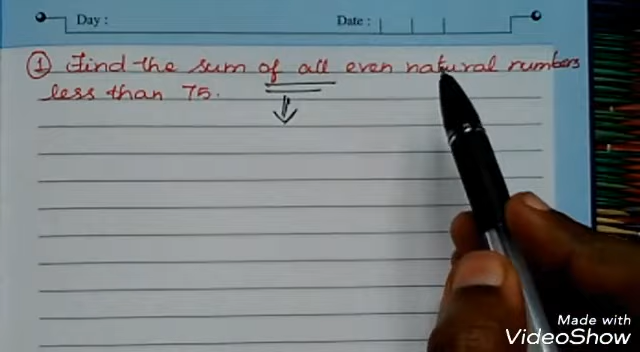 Day : Date :
① Find the sum of all even natural numbers
less than 75.
Made with
VideoShow